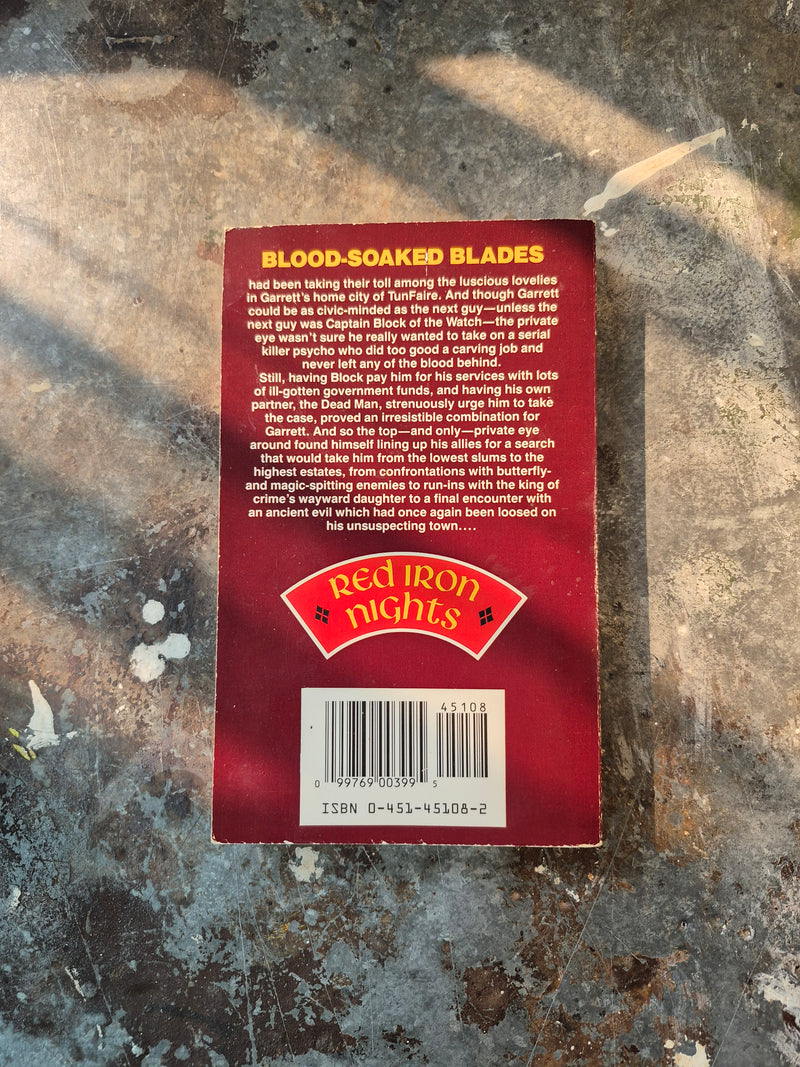 BLOOD-SOAKED BLADES
had been taking their toll among the luscious lovelies
in Garrett's home city of TunFaire. And though Garrett
could be as civic-minded as the next guy—unless the
next guy was Captain Block of the Watch—the private
eye wasn't sure he really wanted to take on a serial
killer psycho who did too good a carving job and
never left any of the blood behind.
Still, having Block pay him for his services with lots
of ill-gotten government funds, and having his own
partner, the Dead Man, strenuously urge him to take
the case, proved an irresistible combination for
Garrett. And so the top—and only—private eye
around found himself lining up his allies for a search
that would take him from the lowest slums to the
highest estates, from confrontations with butterfly-
and magic-spitting enemies to run-ins with the king of
crime's wayward daughter to a final encounter with
an ancient evil which had once again been loosed on
his unsuspecting town....
RED IRON
NIGHTS
45108
0 99769 00399 5
ISBN 0-451-45108-2